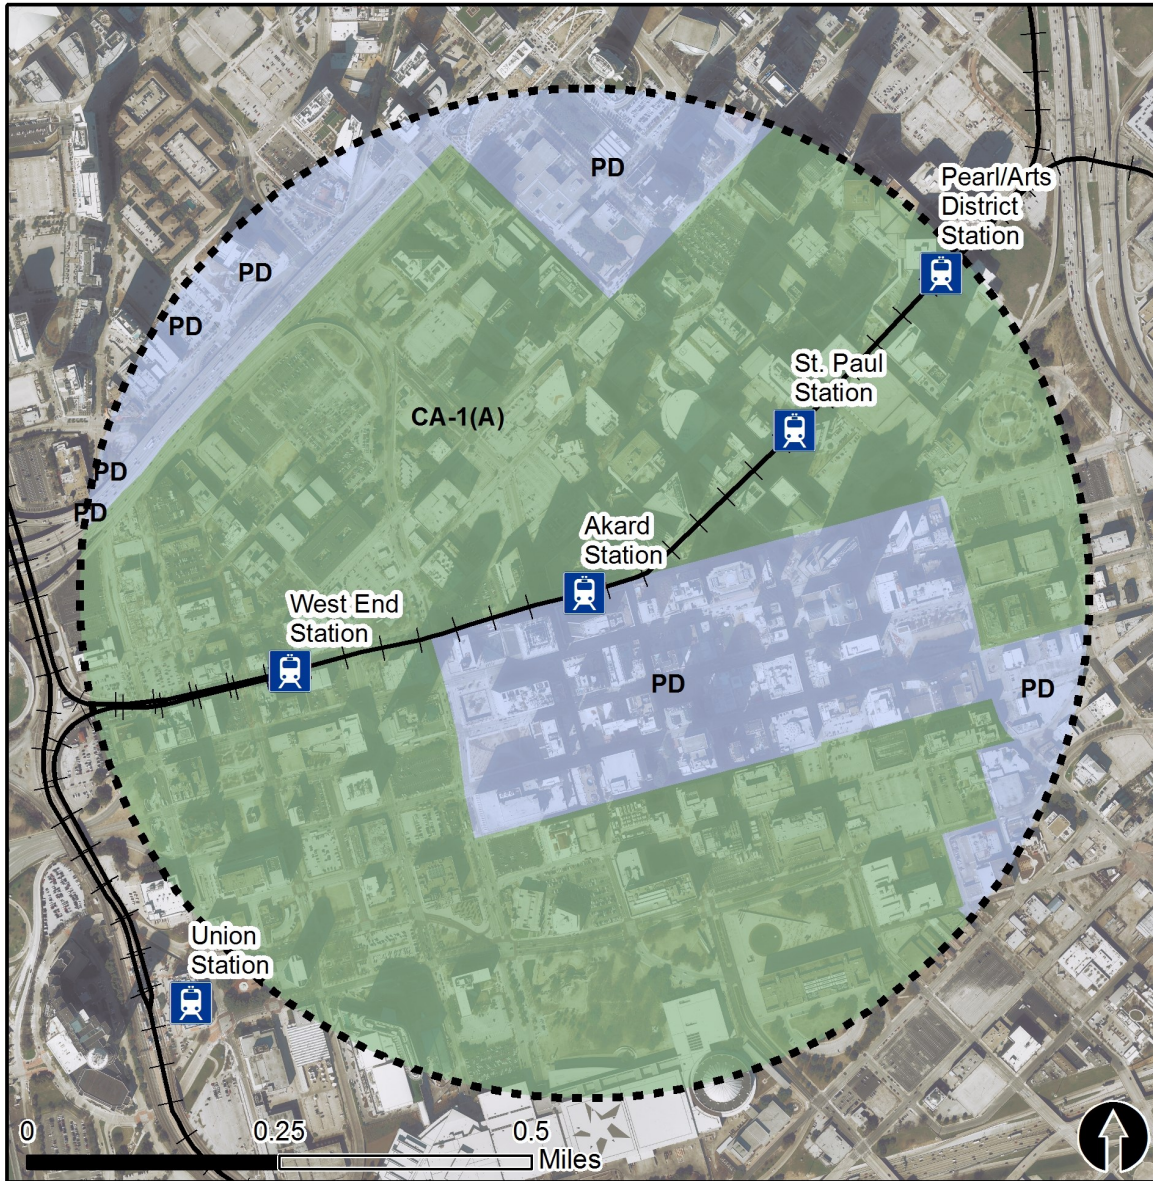 PD
Pearl/Arts
District
Station
PD
PD
St. Paul
Station
CA-1(A)
PD
PD
Akard
Station
West End
Station
PD
PD
Union
Station
0
0.25
0.5
Miles